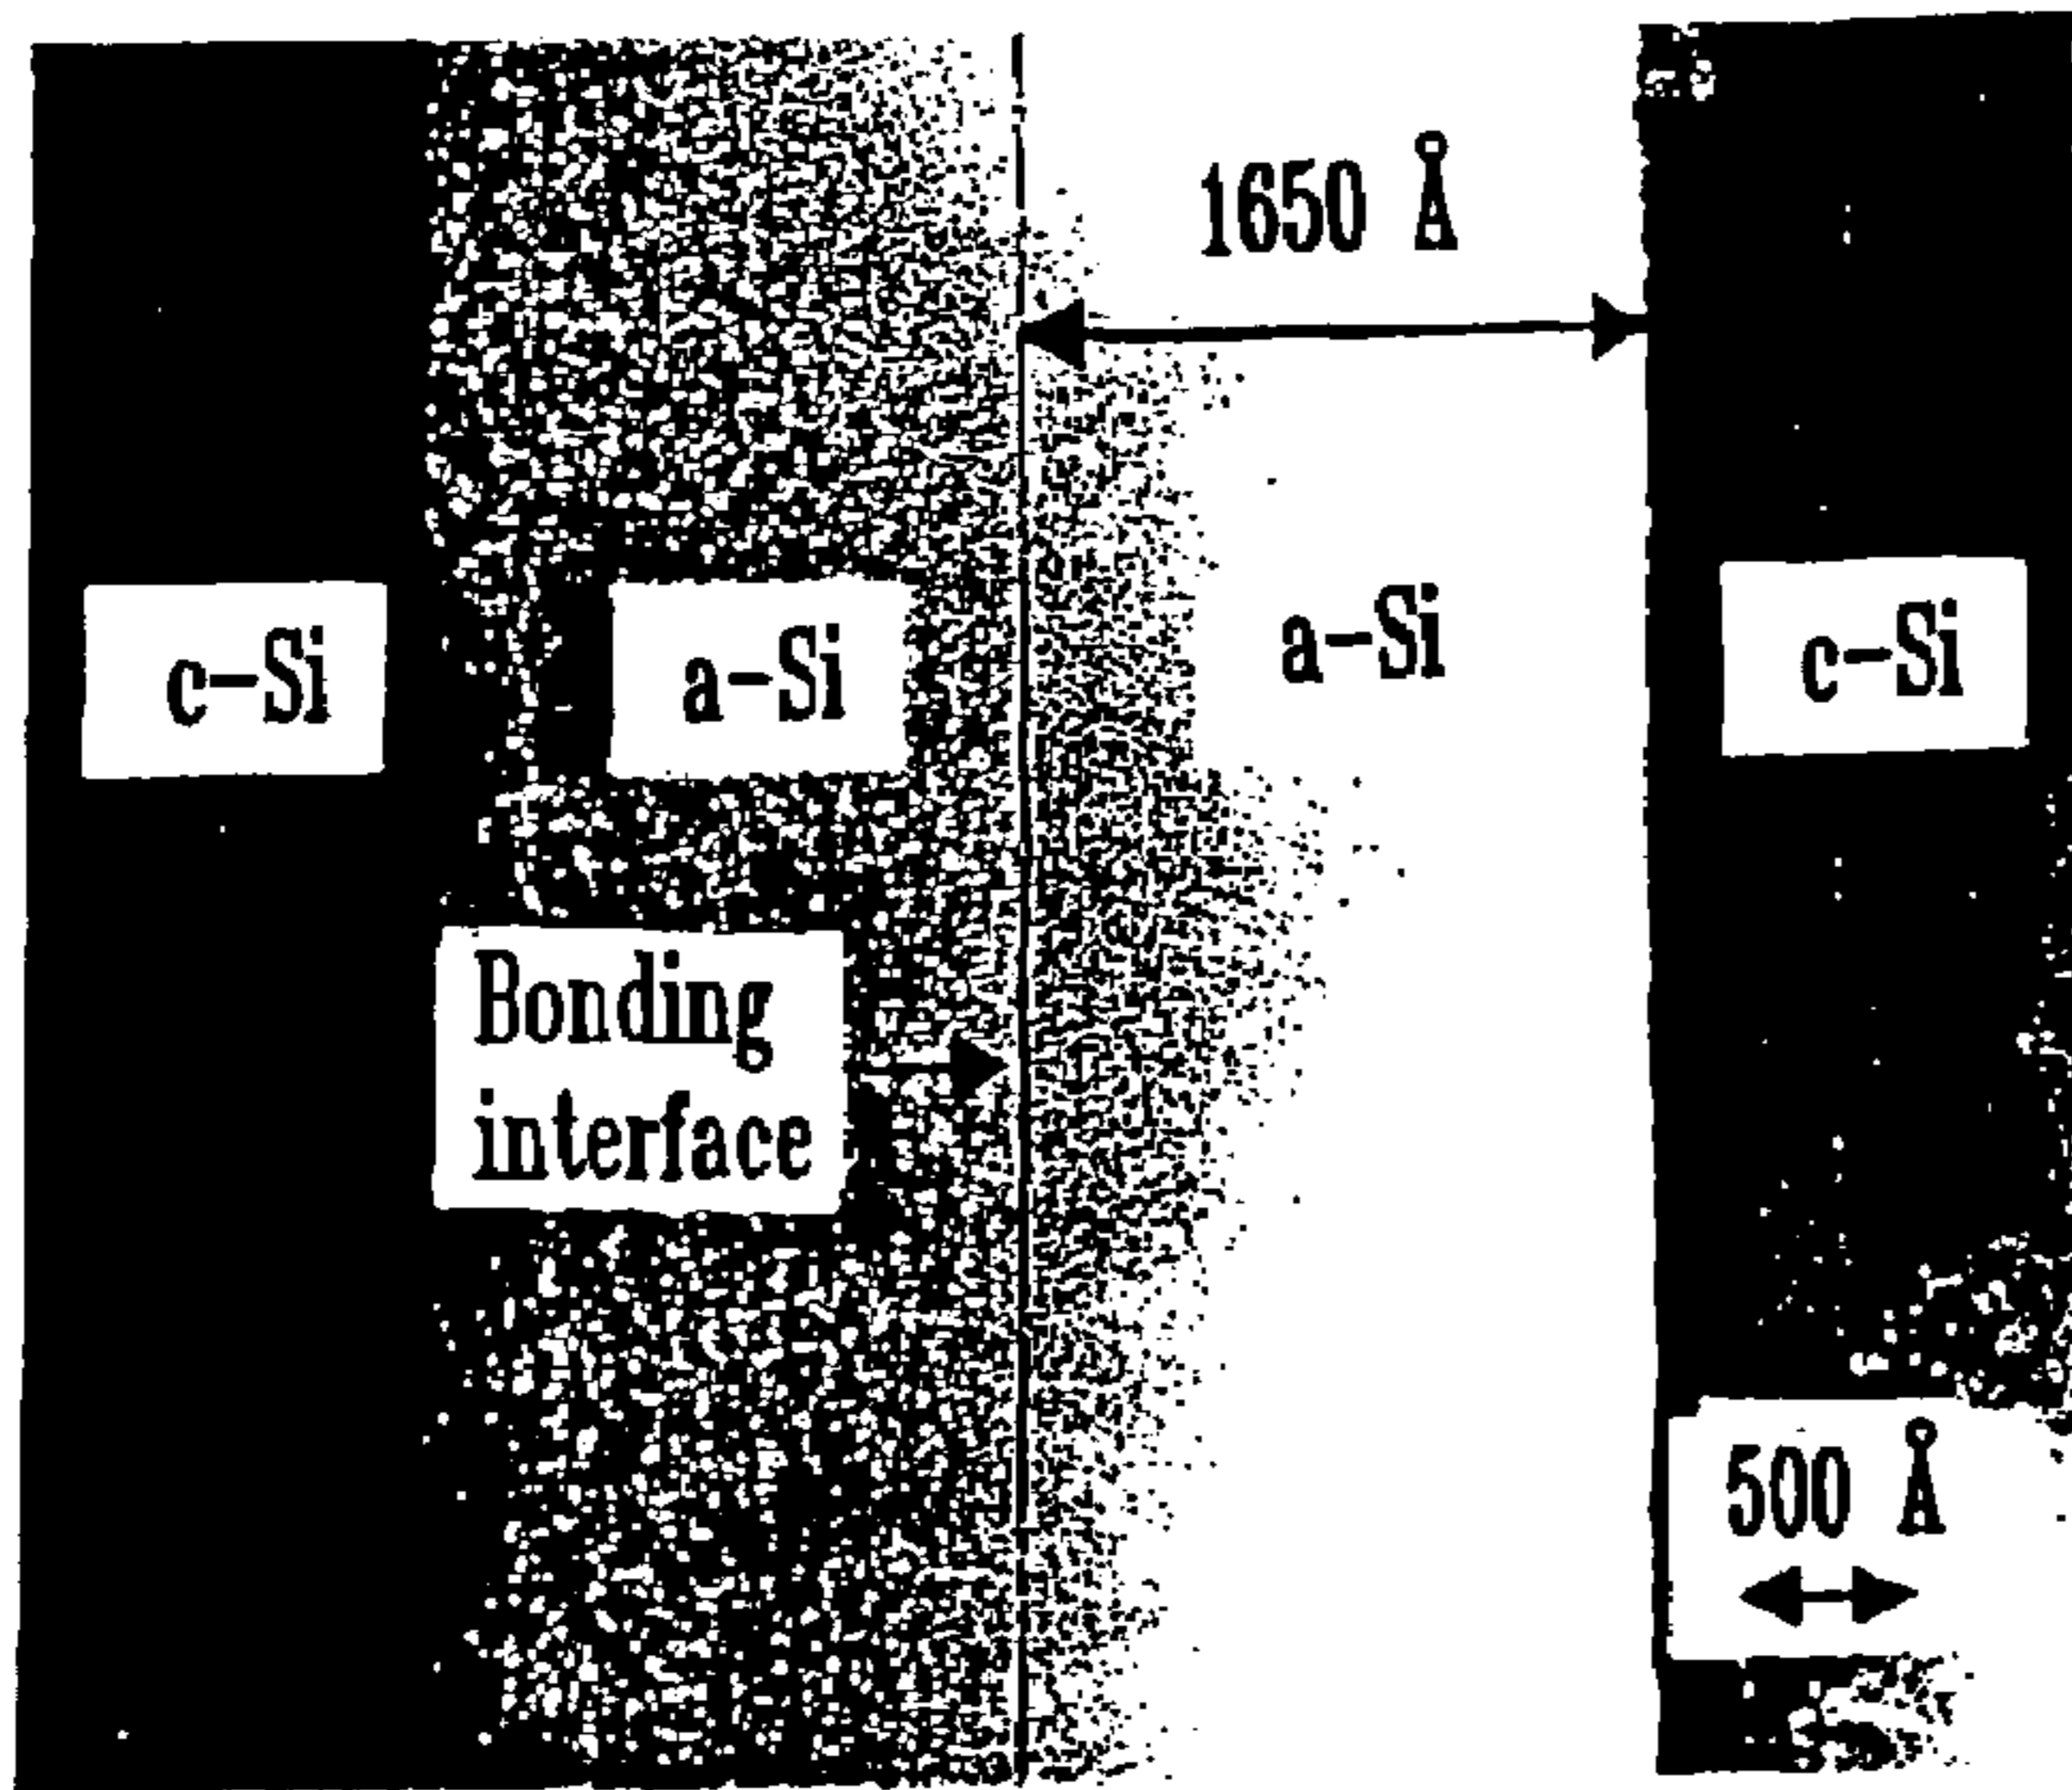 1650 Å
c-Si
a-Si
a-Si
c-Si
Bonding
interface
500 Å